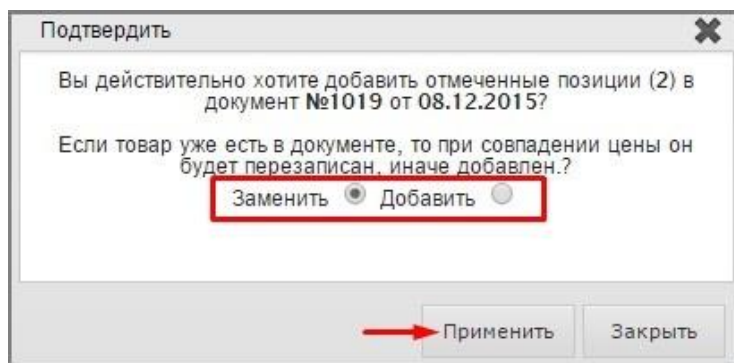 Подтвердить
Вы действительно хотите добавить отмеченные позиции (2) в
документ №1019 от 08.12.2015?
Если товар уже есть в документе, то при совпадении цены он
будет перезаписан, иначе добавлен.?
Заменить Добавить
Применить Закрыть